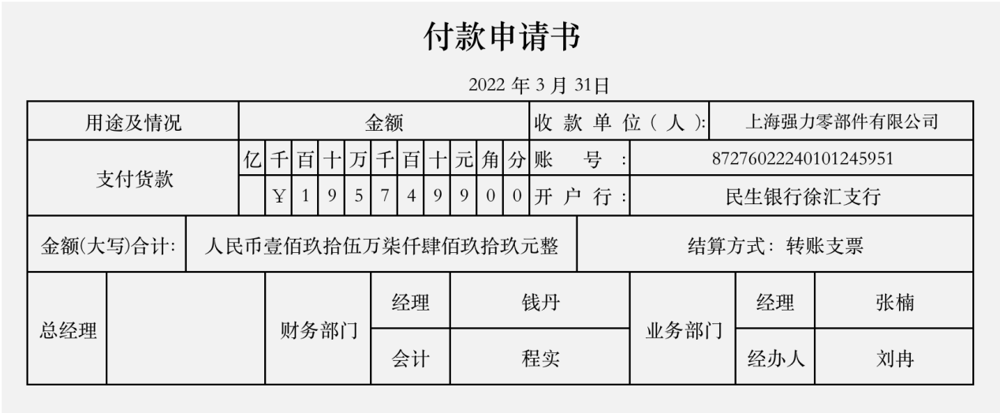 付款申请书
2022 年 3 月 31日
用途及情况 金额 收款单位(人): 上海强力零部件有限公司
支付货款 亿 千 百 十 万 千 百 十 元 角 分 账号: 87276022240101245951
¥ 1 9 5 7 4 9 9 0 0 开户行: 民生银行徐汇支行
金额(大写)合计: 人民币壹佰玖拾伍万柒仟肆佰玖拾玖元整 结算方式: 转账支票
总经理 财务部门 经理 钱丹 业务部门 经理 张楠
会计 程实 经办人 刘冉